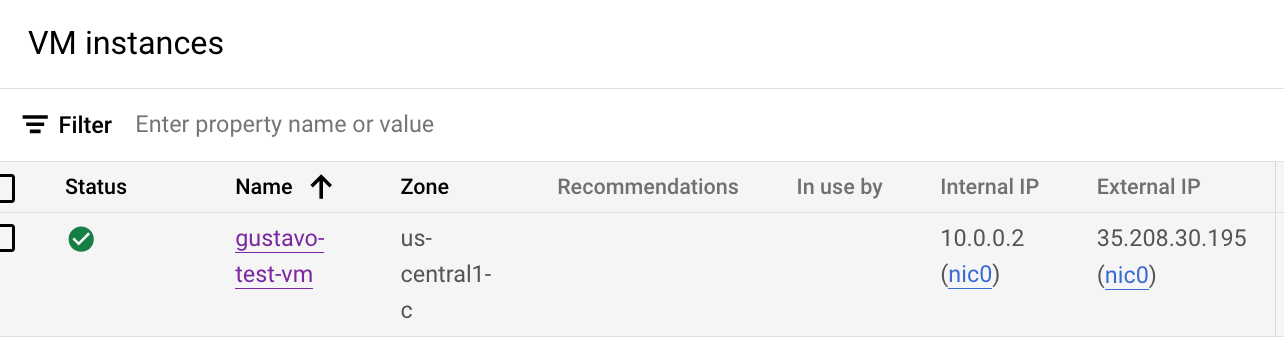 VM instances
Filter Enter property name or value
Status Name Zone Recommendations In use by Internal IP External IP
gustavo- us- 10.0.0.2 35.208.30.195
test-vm central1- (nic0) (nic0)
c